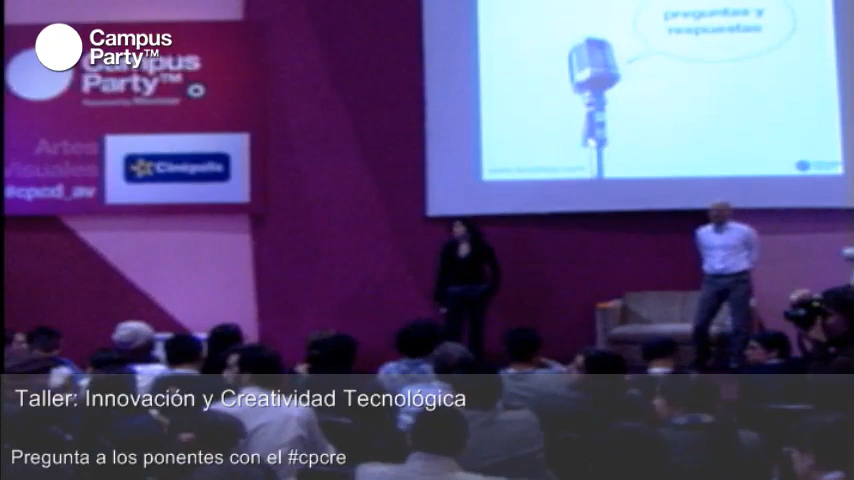 Campus
Party™
Campus
Party™
Artes
Visuales
#cpcd_av
Cinépolis
preguntas y
respuestas
Taller: Innovación y Creatividad Tecnológica
Pregunta a los ponentes con el #cpcre